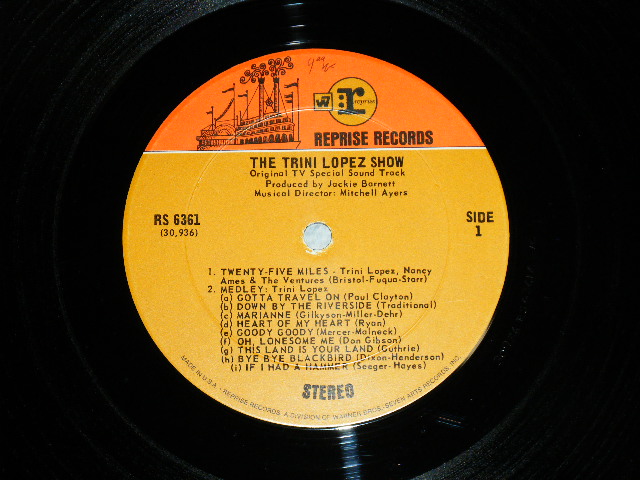 W7
r
reprise
REPRISE RECORDS
THE TRINI LOPEZ SHOW
Original TV Special Sound Track
Produced by Jackie Barnett
Musical Director: Mitchell Ayers
RS 6361
(30,936)
SIDE
1
1. TWENTY-FIVE MILES - Trini Lopez, Nancy
Ames & The Ventures (Bristol-Fuqua-Starr)
2. MEDLEY: Trini Lopez
(a) GOTTA TRAVEL ON (Paul Clayton)
(b) DOWN BY THE RIVERSIDE (Traditional)
(c) MARIANNE (Gilkyson-Miller-Dehr)
(d) HEART OF MY HEART (Ryan)
(e) GOODY GOODY (Mercer-Malneck)
(f) OH, LONESOME ME (Don Gibson)
(g) THIS LAND IS YOUR LAND (Guthrie)
(h) BYE BYE BLACKBIRD (Dixon-Henderson)
(i) IF I HAD A HAMMER (Seeger-Hayes)
STEREO
MADE IN U.S.A. • REPRISE RECORDS, A DIVISION OF WARNER BROS.-SEVEN ARTS RECORDS, INC.